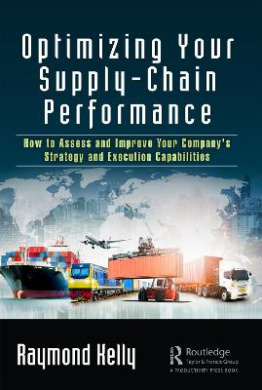 Optimizing Your
Supply-Chain
Performance
How to Assess and Improve Your Company's
Strategy and Execution Capabilities
Raymond Kelly
R Routledge
Taylor & Francis Group
A PRODUCTIVITY PRESS BOOK